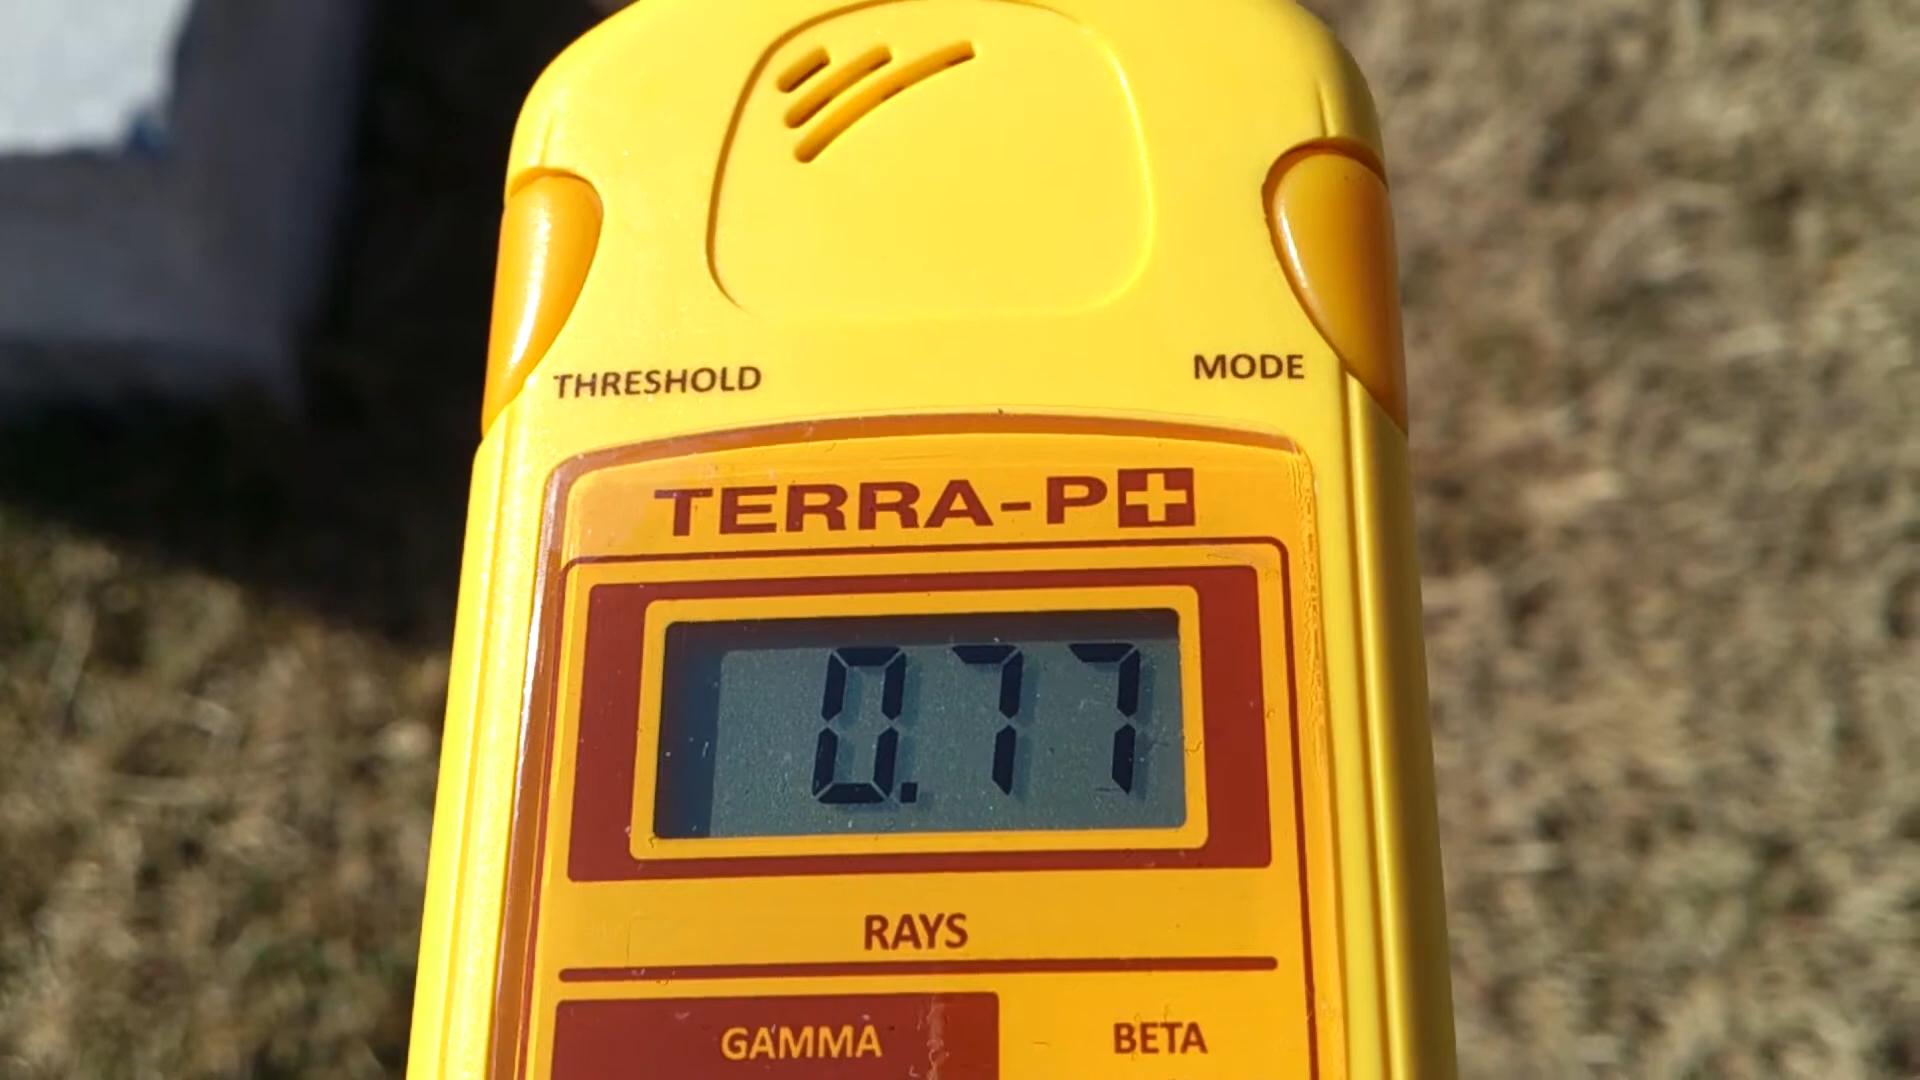 THRESHOLD MODE
TERRA-P+
0.77
RAYS
GAMMA BETA